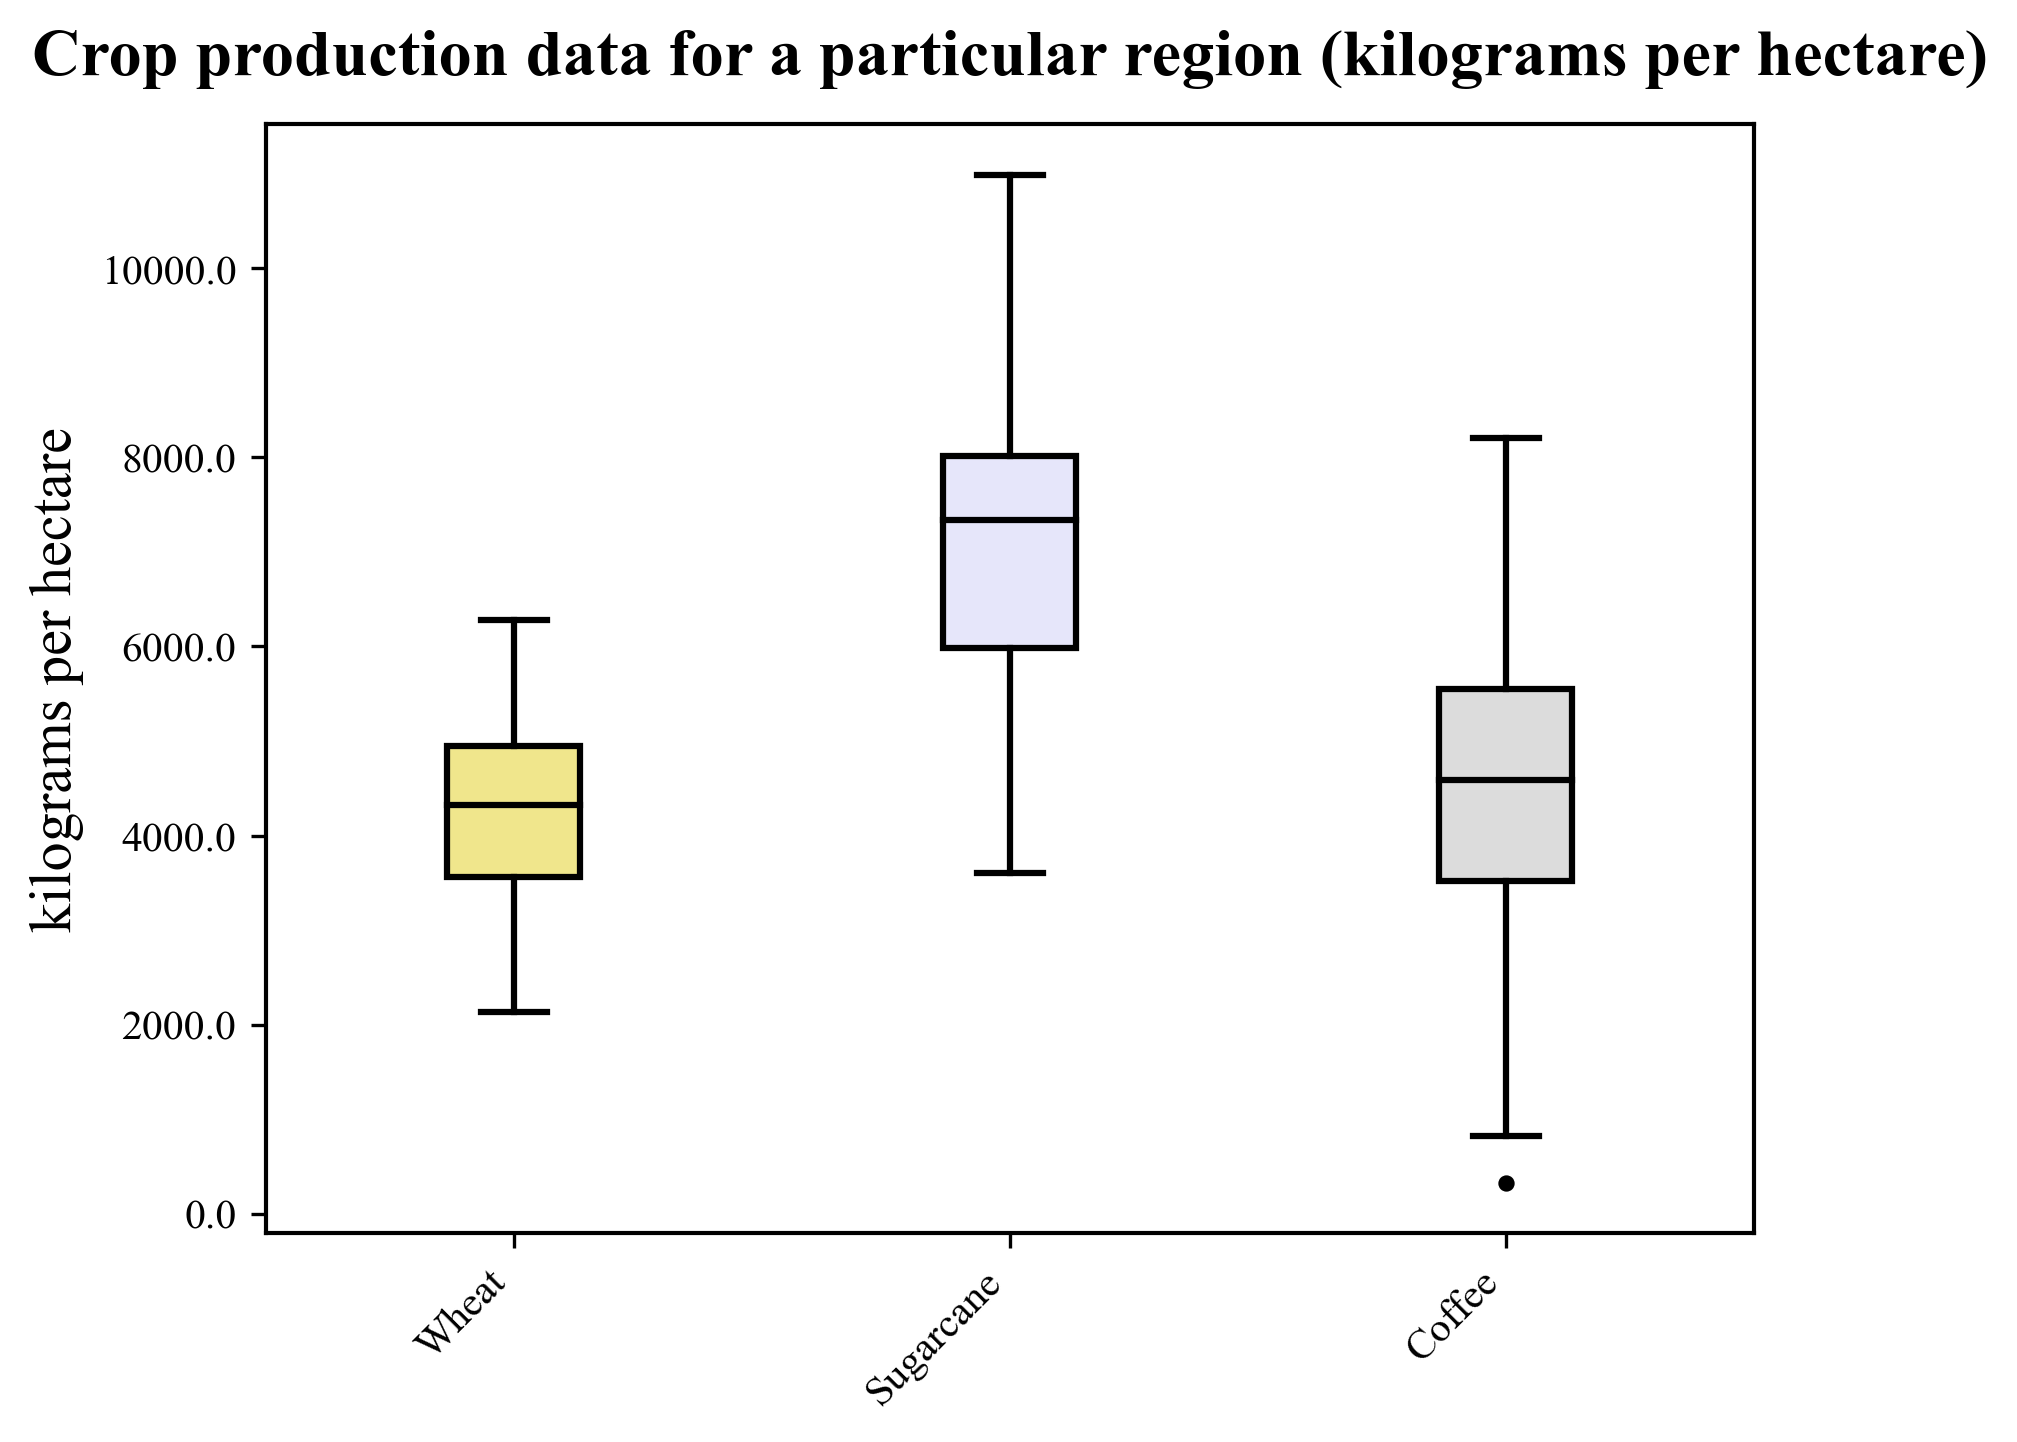 Crop production data for a particular region (kilograms per hectare)
kilograms per hectare
10000.0
8000.0
6000.0
4000.0
2000.0
0.0
Wheat
Sugarcane
Coffee